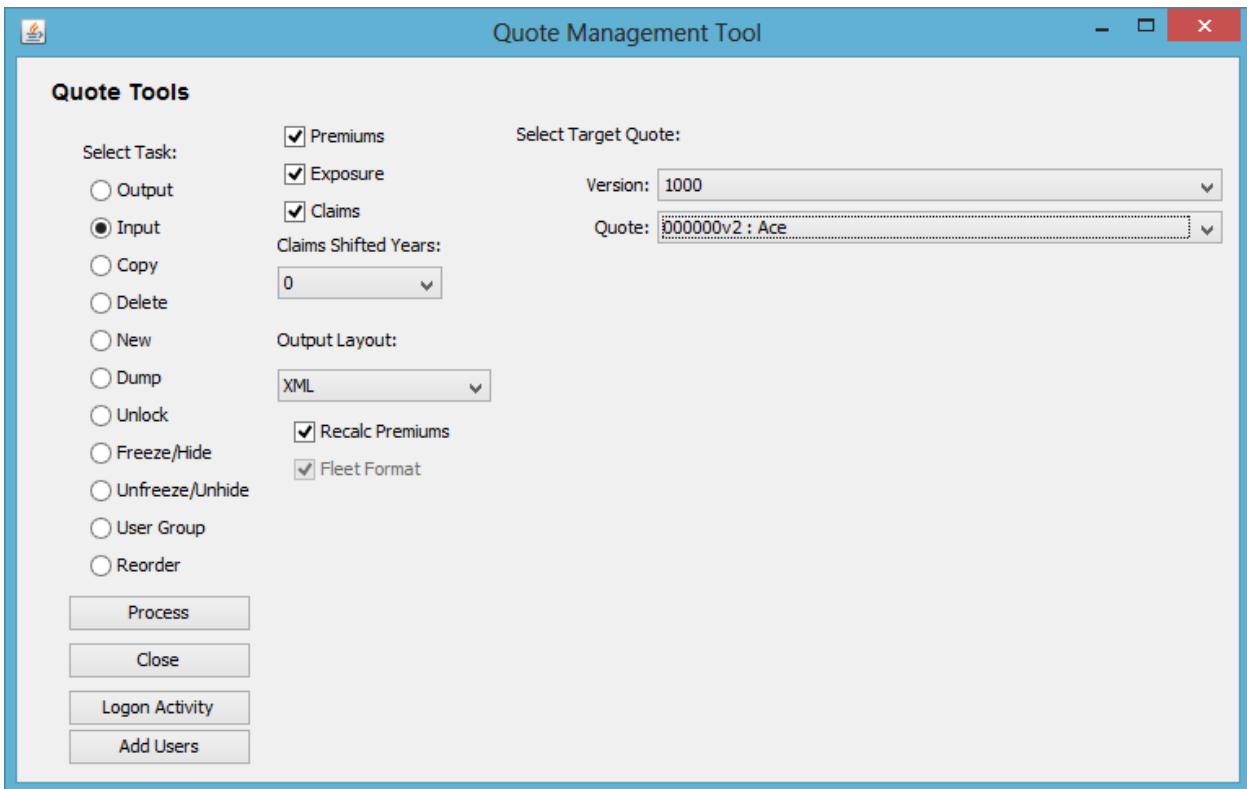 Quote Management Tool
Quote Tools
Select Task:
Output
Input
Copy
Delete
New
Dump
Unlock
Freeze/Hide
Unfreeze/Unhide
User Group
Reorder
Process
Close
Logon Activity
Add Users
Premiums
Exposure
Claims
Claims Shifted Years:
0
Output Layout:
XML
Recalc Premiums
Fleet Format
Select Target Quote:
Version: 1000
Quote: 000000v2 : Ace